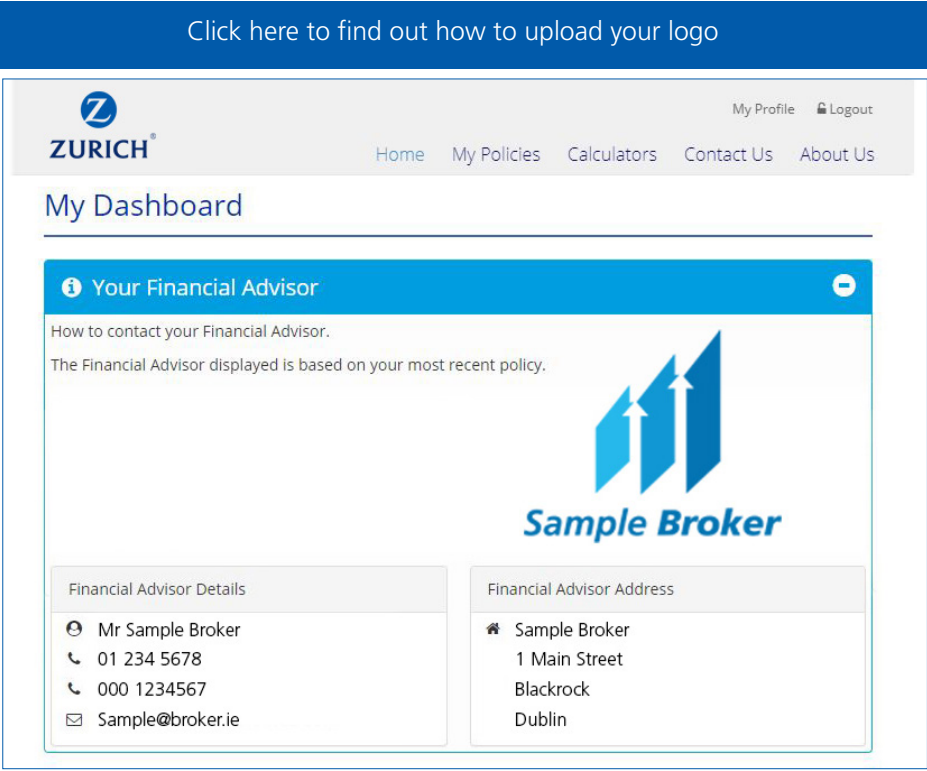 Click here to find out how to upload your logo
My Profile Logout
ZURICH®
Home My Policies Calculators Contact Us About Us
My Dashboard
Your Financial Advisor
How to contact your Financial Advisor.
The Financial Advisor displayed is based on your most recent policy.
Sample Broker
Financial Advisor Details
Mr Sample Broker
01 234 5678
000 1234567
Sample@broker.ie
Financial Advisor Address
Sample Broker
1 Main Street
Blackrock
Dublin